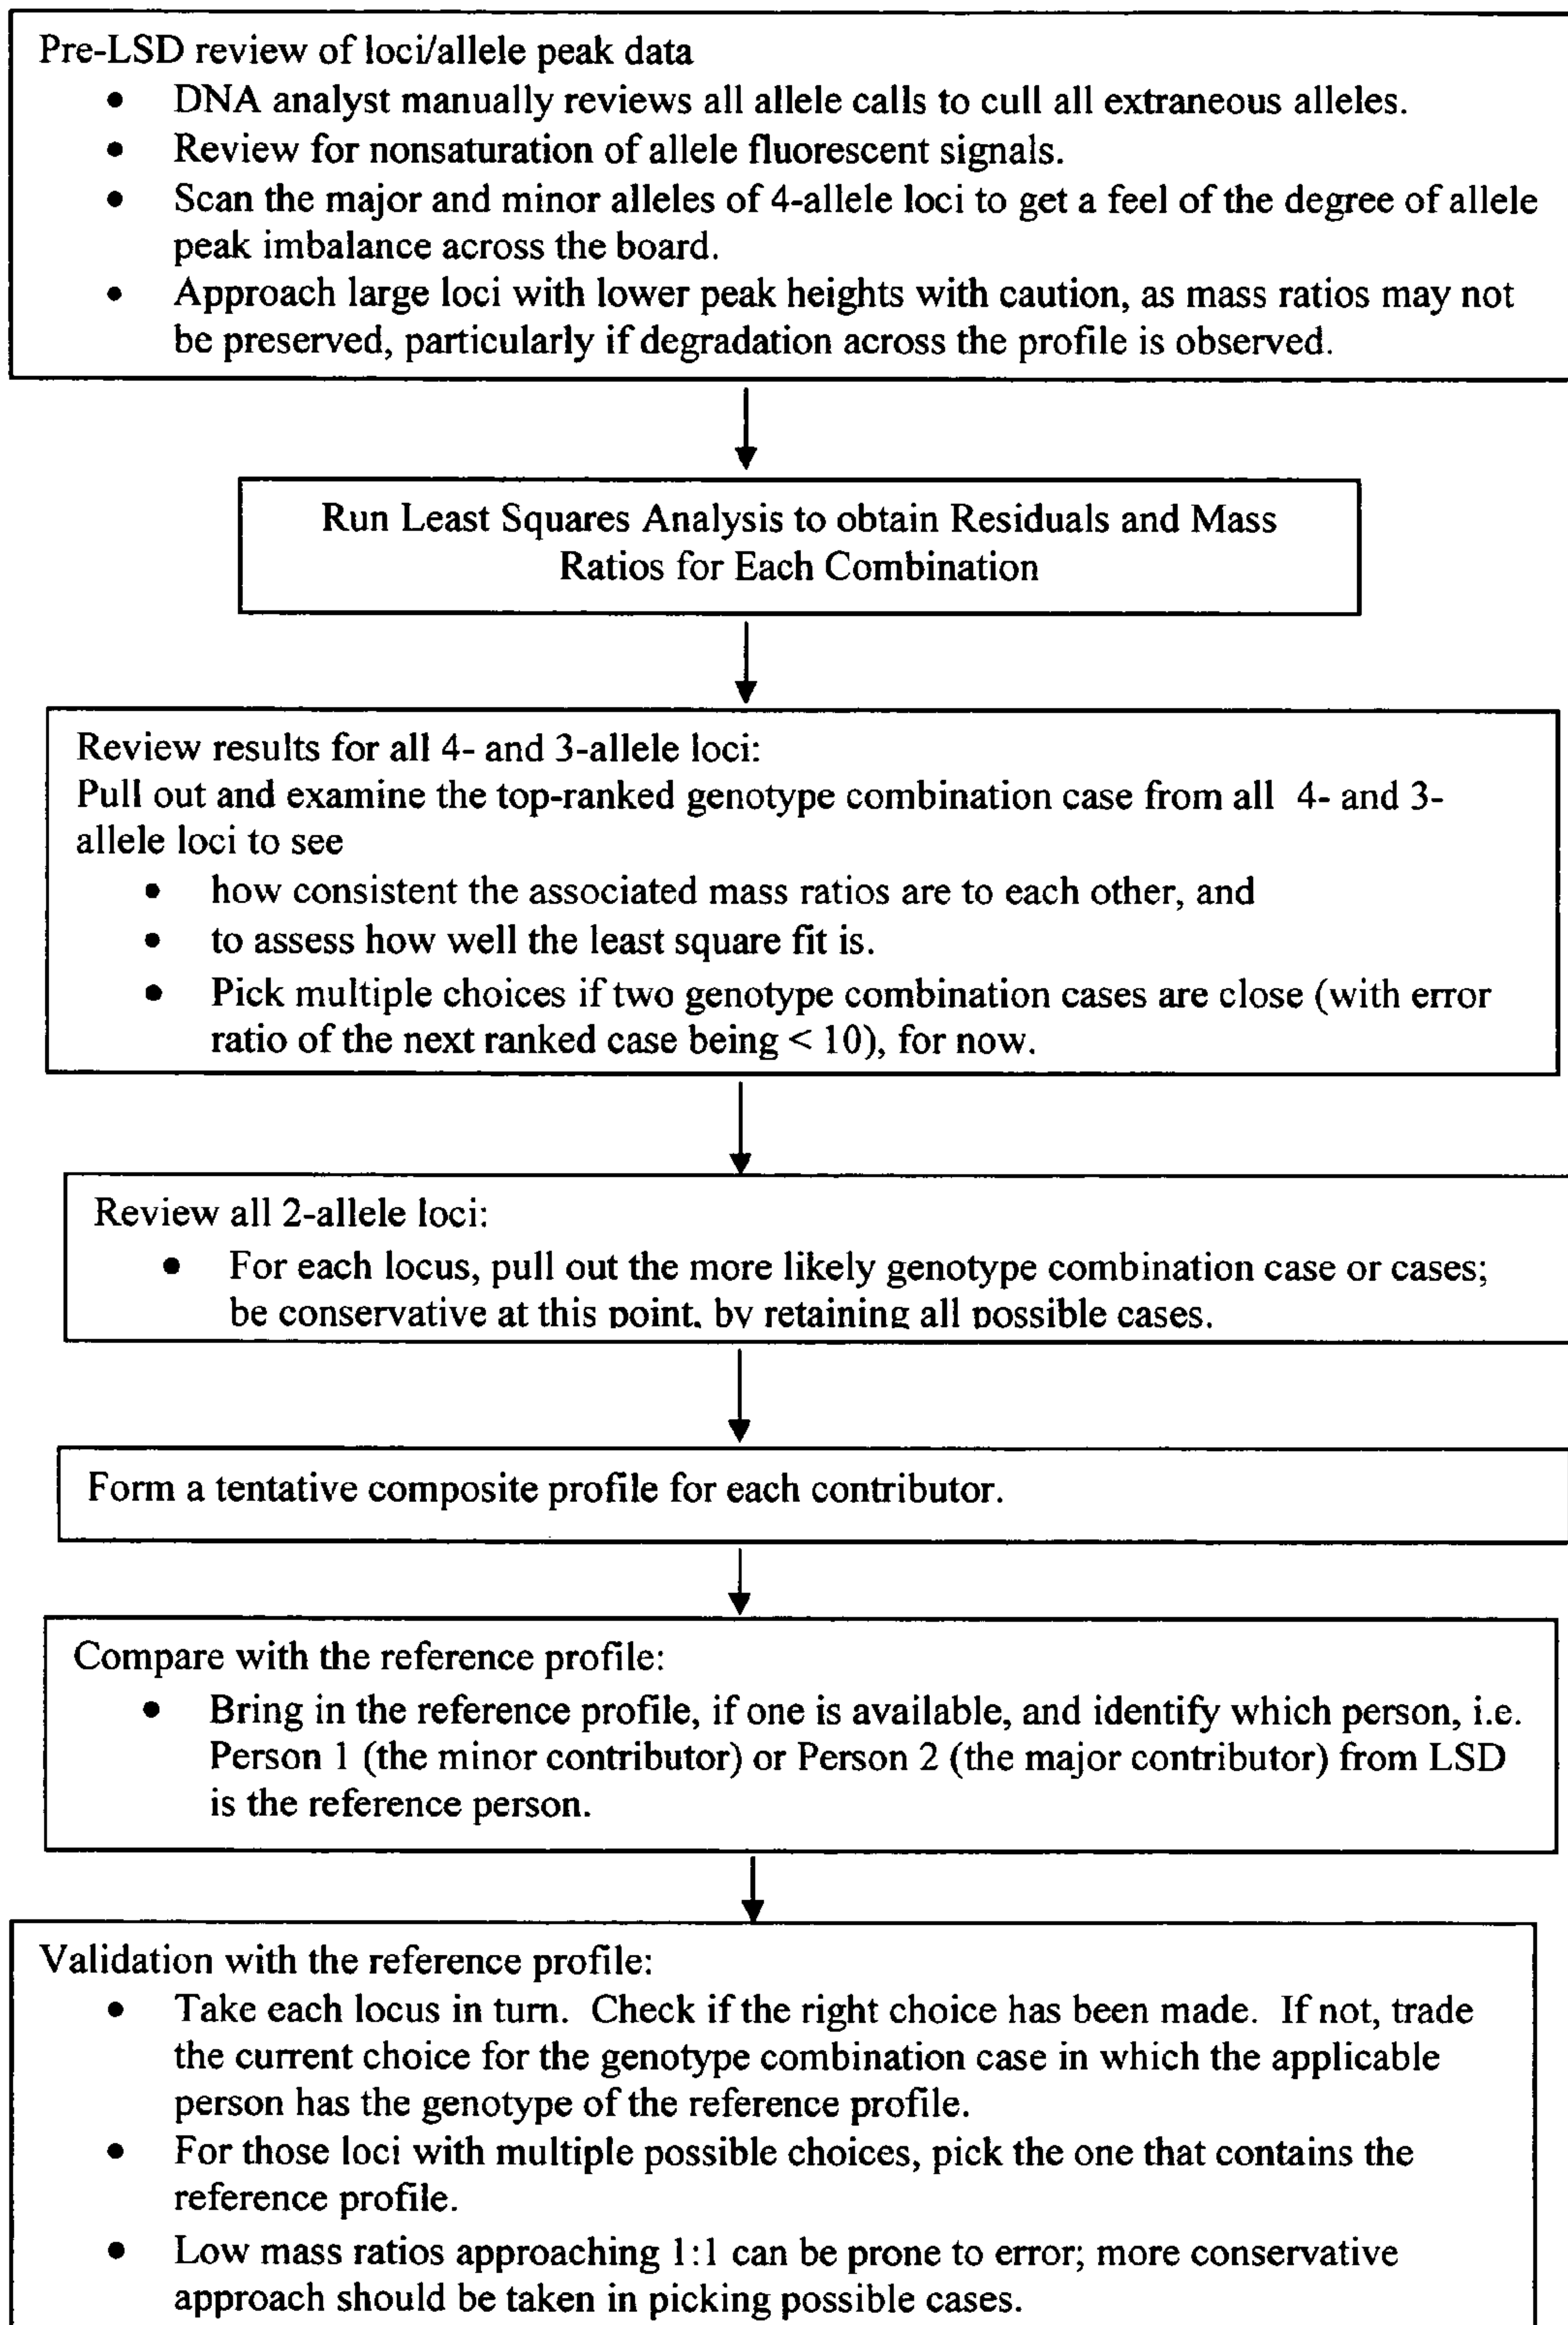 Pre-LSD review of loci/allele peak data
• DNA analyst manually reviews all allele calls to cull all extraneous alleles.
• Review for nonsaturation of allele fluorescent signals.
• Scan the major and minor alleles of 4-allele loci to get a feel of the degree of allele
peak imbalance across the board.
• Approach large loci with lower peak heights with caution, as mass ratios may not
be preserved, particularly if degradation across the profile is observed.
Run Least Squares Analysis to obtain Residuals and Mass
Ratios for Each Combination
Review results for all 4- and 3-allele loci:
Pull out and examine the top-ranked genotype combination case from all 4- and 3-
allele loci to see
• how consistent the associated mass ratios are to each other, and
• to assess how well the least square fit is.
• Pick multiple choices if two genotype combination cases are close (with error
ratio of the next ranked case being < 10), for now.
Review all 2-allele loci:
• For each locus, pull out the more likely genotype combination case or cases;
be conservative at this point, by retaining all possible cases.
Form a tentative composite profile for each contributor.
Compare with the reference profile:
• Bring in the reference profile, if one is available, and identify which person, i.e.
Person 1 (the minor contributor) or Person 2 (the major contributor) from LSD
is the reference person.
Validation with the reference profile:
• Take each locus in turn. Check if the right choice has been made. If not, trade
the current choice for the genotype combination case in which the applicable
person has the genotype of the reference profile.
• For those loci with multiple possible choices, pick the one that contains the
reference profile.
• Low mass ratios approaching 1:1 can be prone to error; more conservative
approach should be taken in picking possible cases.